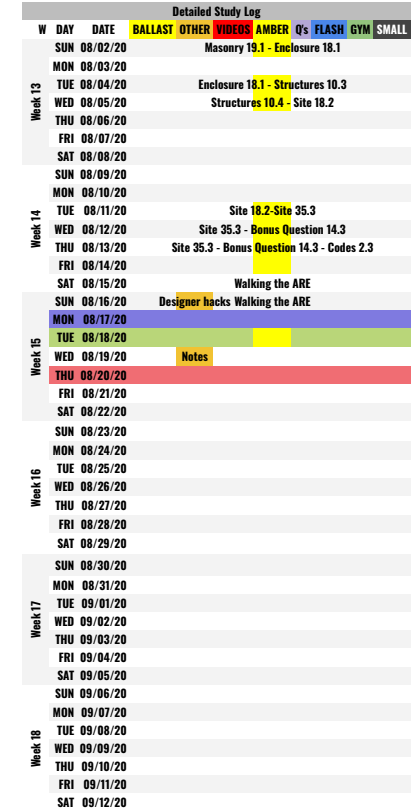 Detailed Study Log
W DAY DATE BALLAST OTHER VIDEOS AMBER Q's FLASH GYM SMALL
Week 13
SUN 08/02/20 Masonry 19.1 - Enclosure 18.1
MON 08/03/20
TUE 08/04/20 Enclosure 18.1 - Structures 10.3
WED 08/05/20 Structures 10.4 - Site 18.2
THU 08/06/20
FRI 08/07/20
SAT 08/08/20
Week 14
SUN 08/09/20
MON 08/10/20
TUE 08/11/20 Site 18.2-Site 35.3
WED 08/12/20 Site 35.3 - Bonus Question 14.3
THU 08/13/20 Site 35.3 - Bonus Question 14.3 - Codes 2.3
FRI 08/14/20
SAT 08/15/20 Walking the ARE
Week 15
SUN 08/16/20 Designer hacks Walking the ARE
MON 08/17/20
TUE 08/18/20
WED 08/19/20 Notes
THU 08/20/20
FRI 08/21/20
SAT 08/22/20
Week 16
SUN 08/23/20
MON 08/24/20
TUE 08/25/20
WED 08/26/20
THU 08/27/20
FRI 08/28/20
SAT 08/29/20
Week 17
SUN 08/30/20
MON 08/31/20
TUE 09/01/20
WED 09/02/20
THU 09/03/20
FRI 09/04/20
SAT 09/05/20
Week 18
SUN 09/06/20
MON 09/07/20
TUE 09/08/20
WED 09/09/20
THU 09/10/20
FRI 09/11/20
SAT 09/12/20